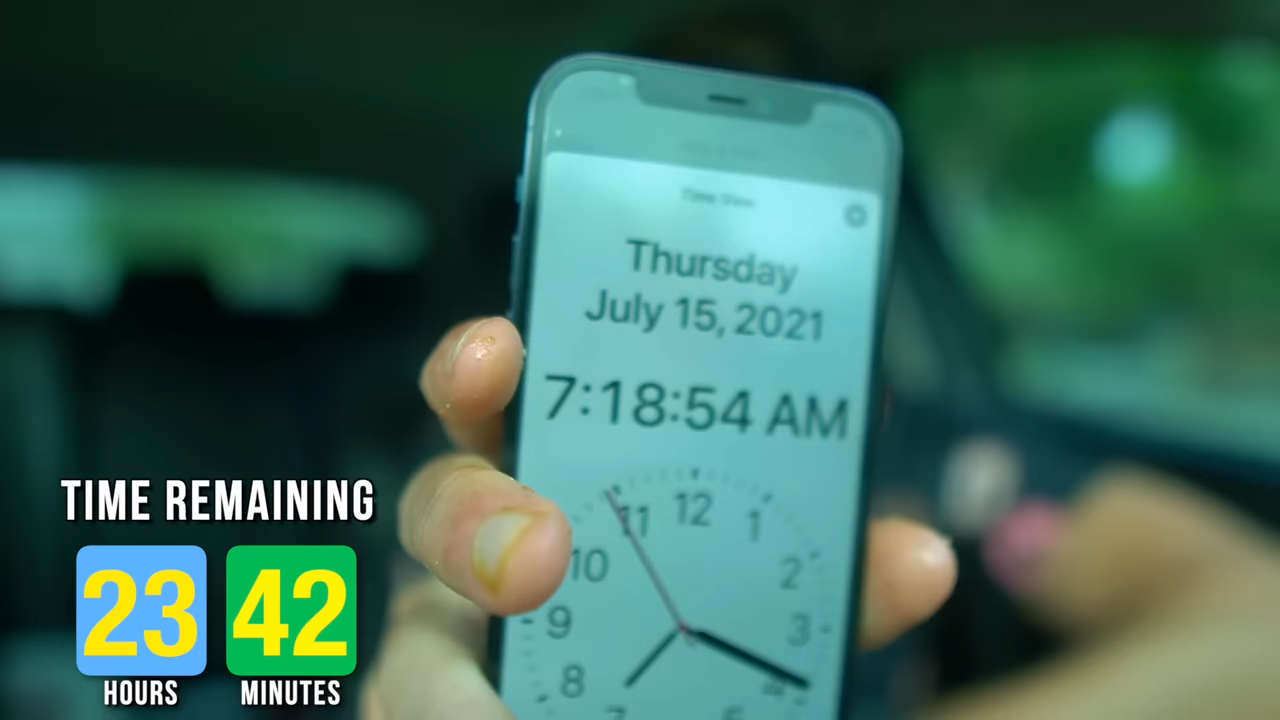 Time View
Thursday
July 15, 2021
7:18:54 AM
11 12 1
10 2
9 3
8
TIME REMAINING
23 42
HOURS MINUTES